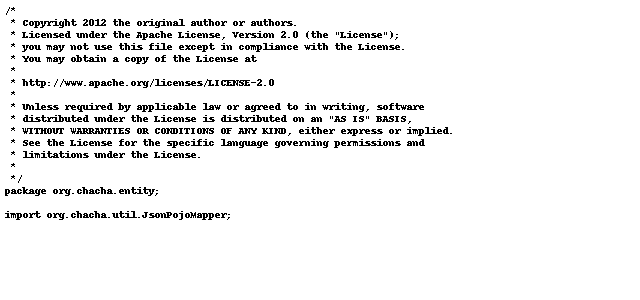 /*
 * Copyright 2012 the original author or authors.
 * Licensed under the Apache License, Version 2.0 (the "License");
 * you may not use this file except in compliance with the License.
 * You may obtain a copy of the License at
 *
 * http://www.apache.org/licenses/LICENSE-2.0
 *
 * Unless required by applicable law or agreed to in writing, software
 * distributed under the License is distributed on an "AS IS" BASIS,
 * WITHOUT WARRANTIES OR CONDITIONS OF ANY KIND, either express or implied.
 * See the License for the specific language governing permissions and
 * limitations under the License.
 *
 */
package org.chacha.entity;

import org.chacha.util.JsonPojoMapper;